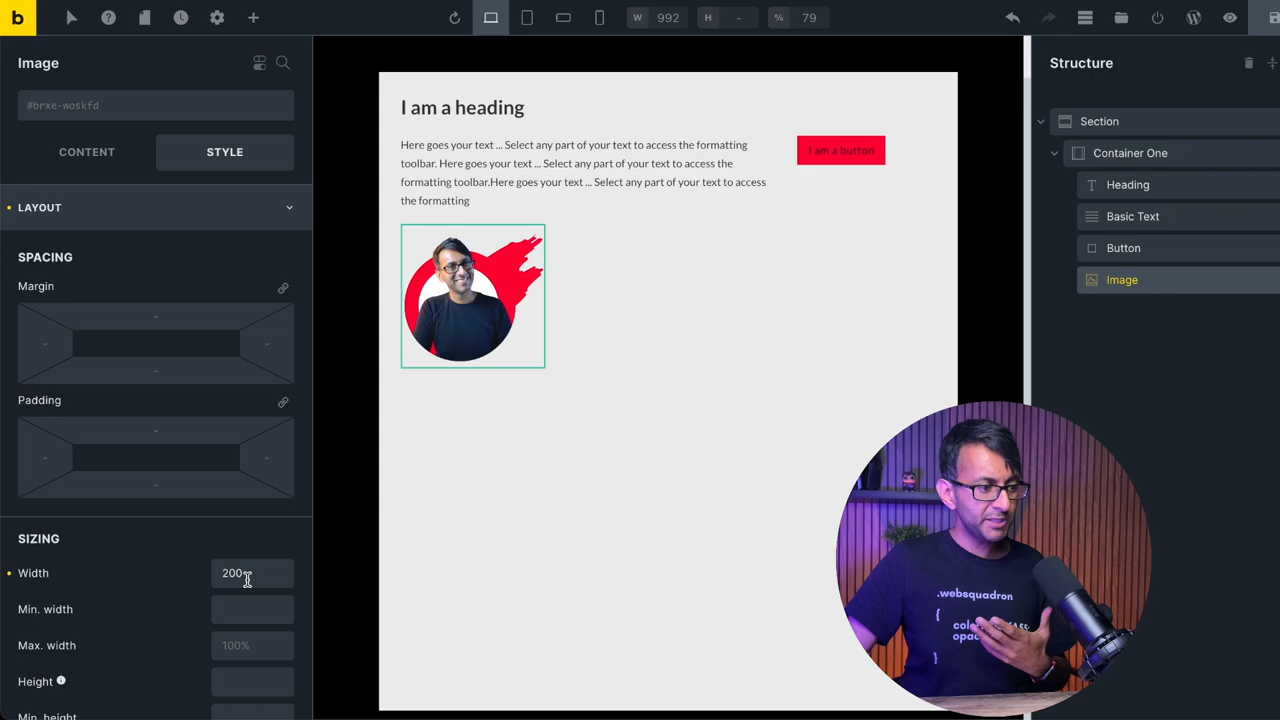 b
W 992 H - % 79
Image
#brxe-woskfd
CONTENT
STYLE
LAYOUT
SPACING
Margin
-
- -
-
Padding
-
- -
-
SIZING
Width
200
Min. width
Max. width
100%
Height
Min. height
I am a heading
Here goes your text ... Select any part of your text to access the formatting
toolbar. Here goes your text ... Select any part of your text to access the
formatting toolbar.Here goes your text ... Select any part of your text to access
the formatting
I am a button
Structure
Section
Container One
Heading
Basic Text
Button
Image
.websquadron
{
}